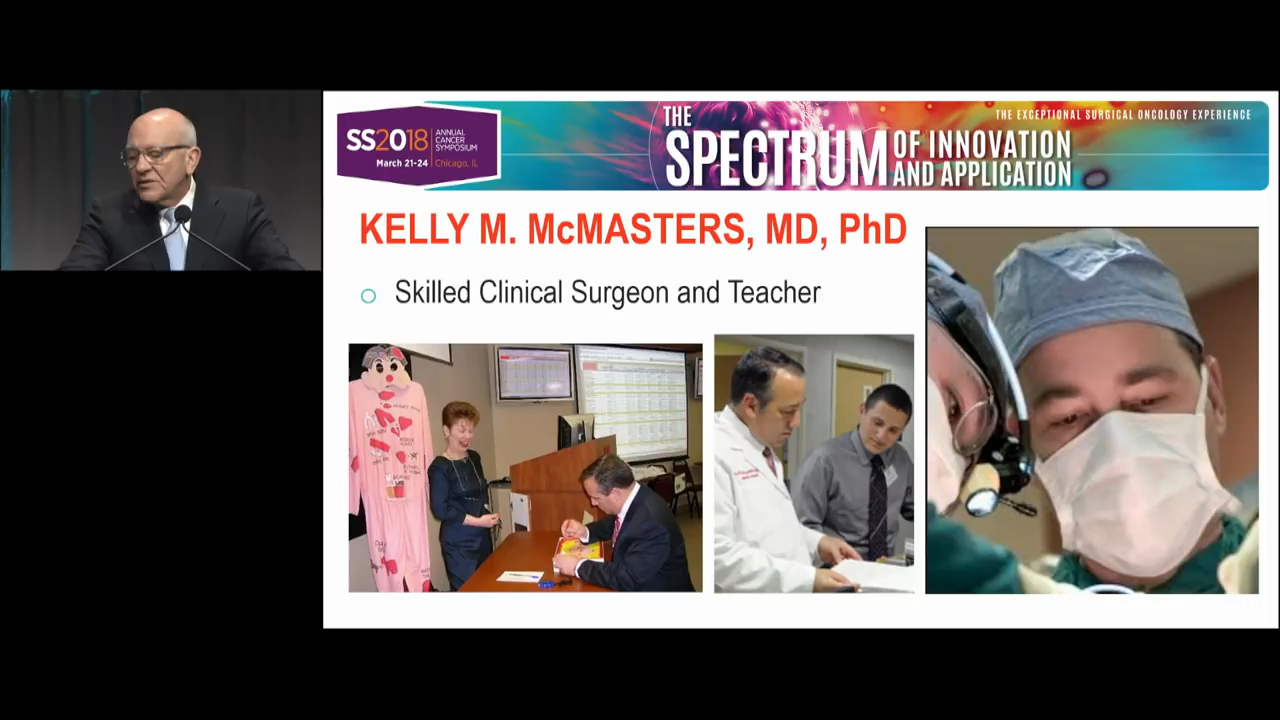 SS2018
ANNUAL
CANCER
SYMPOSIUM
March 21-24
Chicago, IL
THE EXCEPTIONAL SURGICAL ONCOLOGY EXPERIENCE
THE
SPECTRUM
OF INNOVATION
AND APPLICATION
KELLY M. McMASTERS, MD, PhD
Skilled Clinical Surgeon and Teacher